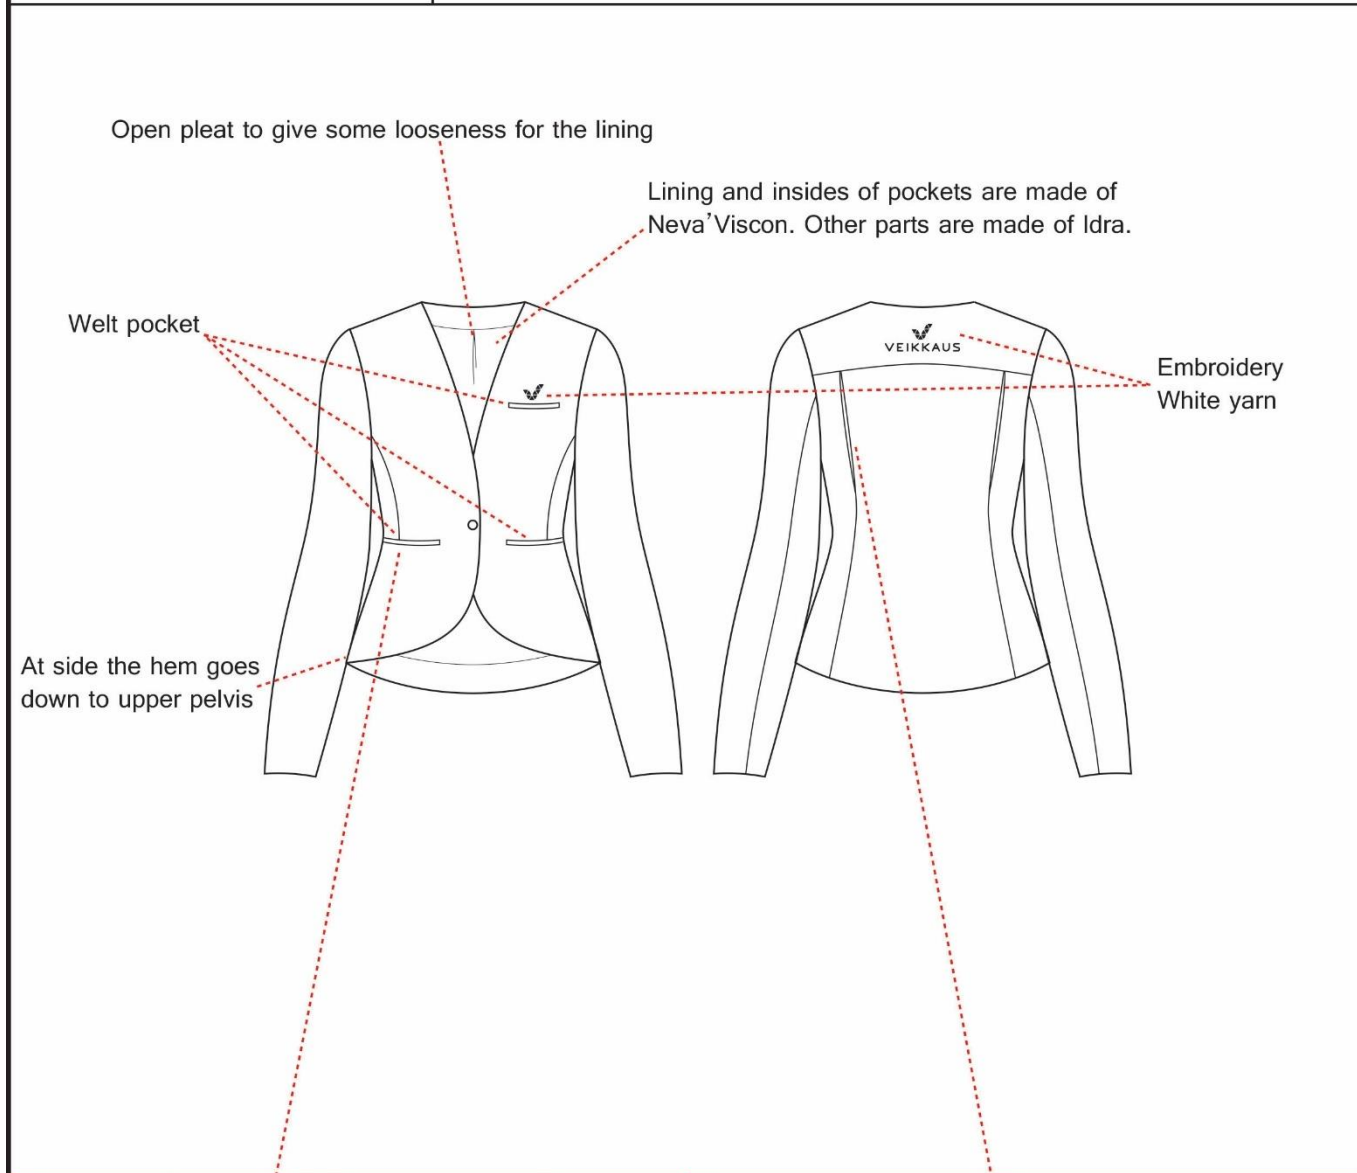 Open pleat to give some looseness for the lining
Lining and insides of pockets are made of
Neva'Viscon. Other parts are made of Idra.
Welt pocket
VEIKKAUS
Embroidery
White yarn
At side the hem goes
down to upper pelvis